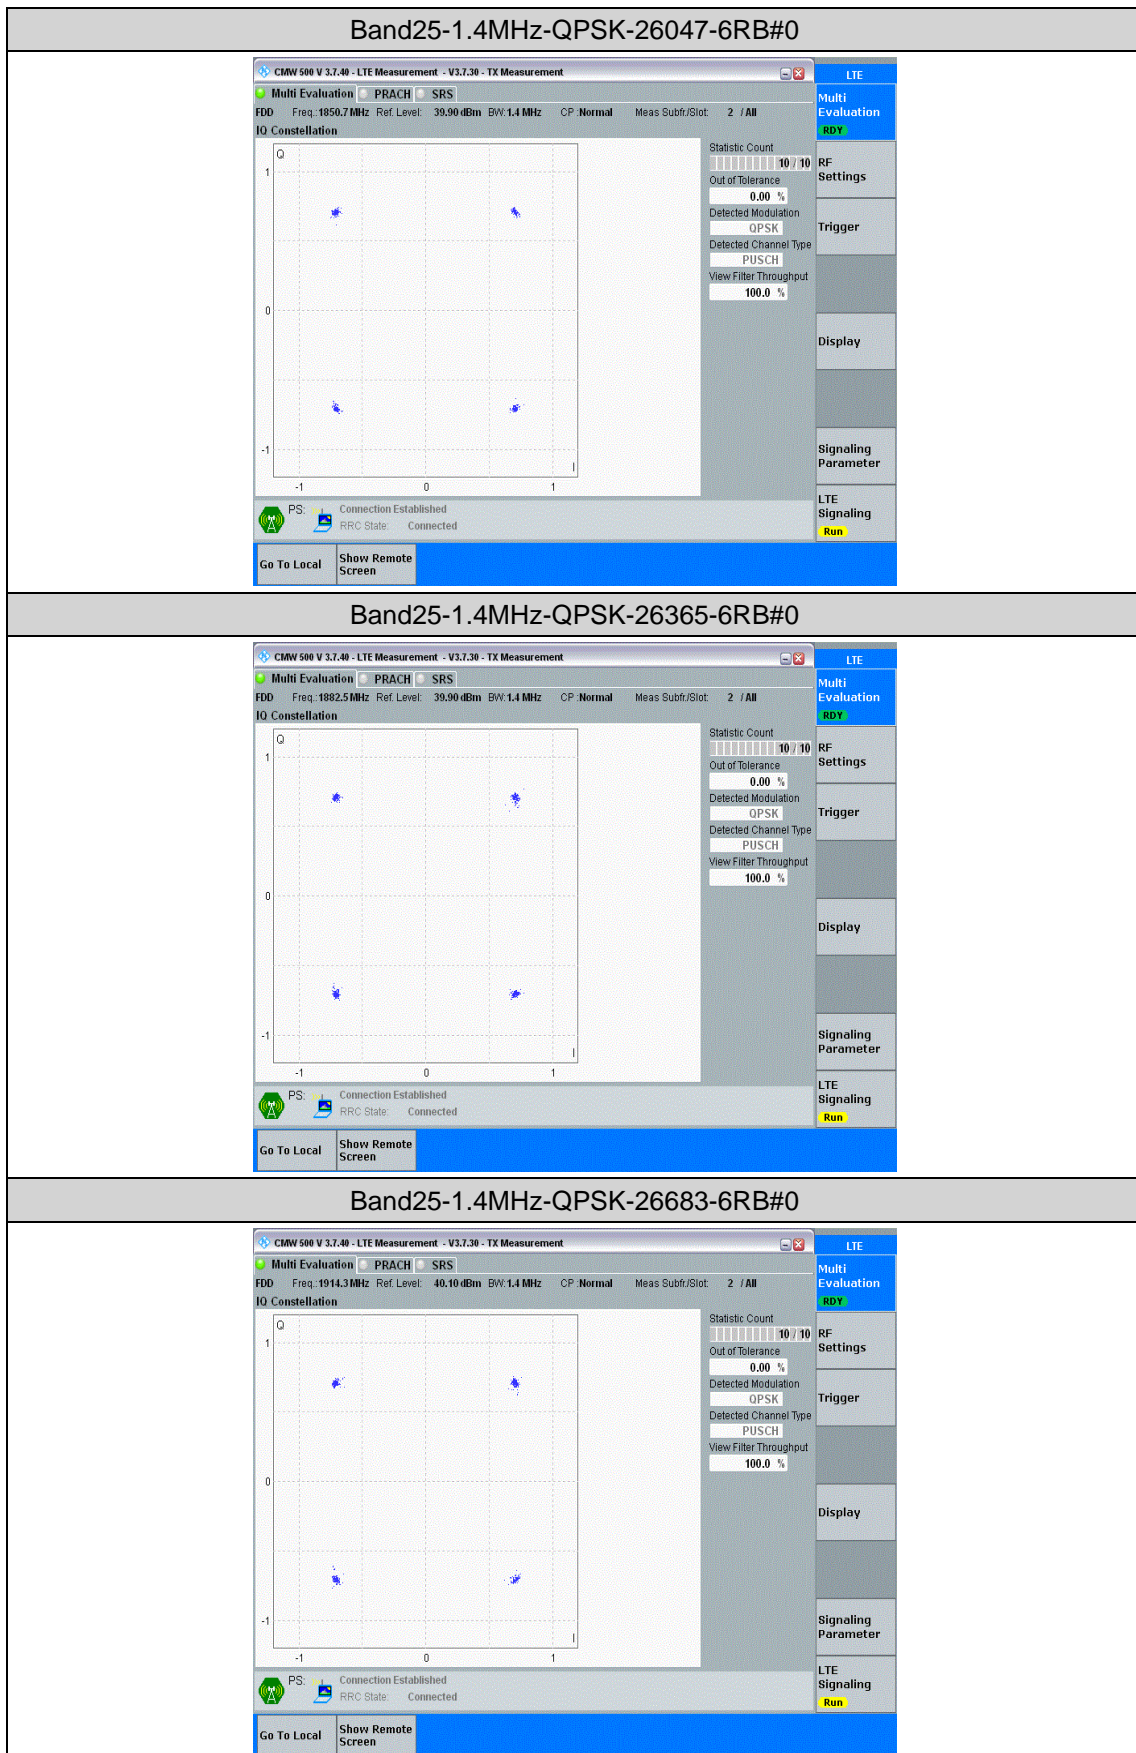 Band25-1.4MHz-QPSK-26047-6RB#0
CMW 500 V 3.7.40 - LTE Measurement - V3.7.30 - TX Measurement
LTE
Multi Evaluation PRACH SRS
Multi
Evaluation
RDY
FDD Freq.:1850.7 MHz Ref. Level: 39.90 dBm BW:1.4 MHz CP :Normal Meas Subfr./Slot: 2 / All
IQ Constellation
Q
1
0
-1
-1 0 1
I
Statistic Count
10 / 10
Out of Tolerance
0.00 %
Detected Modulation
QPSK
Detected Channel Type
PUSCH
View Filter Throughput
100.0 %
RF
Settings
Trigger
Display
Signaling
Parameter
LTE
Signaling
Run
PS: Connection Established
RRC State: Connected
Go To Local
Show Remote
Screen
Band25-1.4MHz-QPSK-26365-6RB#0
CMW 500 V 3.7.40 - LTE Measurement - V3.7.30 - TX Measurement
LTE
Multi Evaluation PRACH SRS
Multi
Evaluation
RDY
FDD Freq.:1882.5 MHz Ref. Level: 39.90 dBm BW:1.4 MHz CP :Normal Meas Subfr./Slot: 2 / All
IQ Constellation
Q
1
0
-1
-1 0 1
I
Statistic Count
10 / 10
Out of Tolerance
0.00 %
Detected Modulation
QPSK
Detected Channel Type
PUSCH
View Filter Throughput
100.0 %
RF
Settings
Trigger
Display
Signaling
Parameter
LTE
Signaling
Run
PS: Connection Established
RRC State: Connected
Go To Local
Show Remote
Screen
Band25-1.4MHz-QPSK-26683-6RB#0
CMW 500 V 3.7.40 - LTE Measurement - V3.7.30 - TX Measurement
LTE
Multi Evaluation PRACH SRS
Multi
Evaluation
RDY
FDD Freq.:1914.3 MHz Ref. Level: 40.10 dBm BW:1.4 MHz CP :Normal Meas Subfr./Slot: 2 / All
IQ Constellation
Q
1
0
-1
-1 0 1
I
Statistic Count
10 / 10
Out of Tolerance
0.00 %
Detected Modulation
QPSK
Detected Channel Type
PUSCH
View Filter Throughput
100.0 %
RF
Settings
Trigger
Display
Signaling
Parameter
LTE
Signaling
Run
PS: Connection Established
RRC State: Connected
Go To Local
Show Remote
Screen